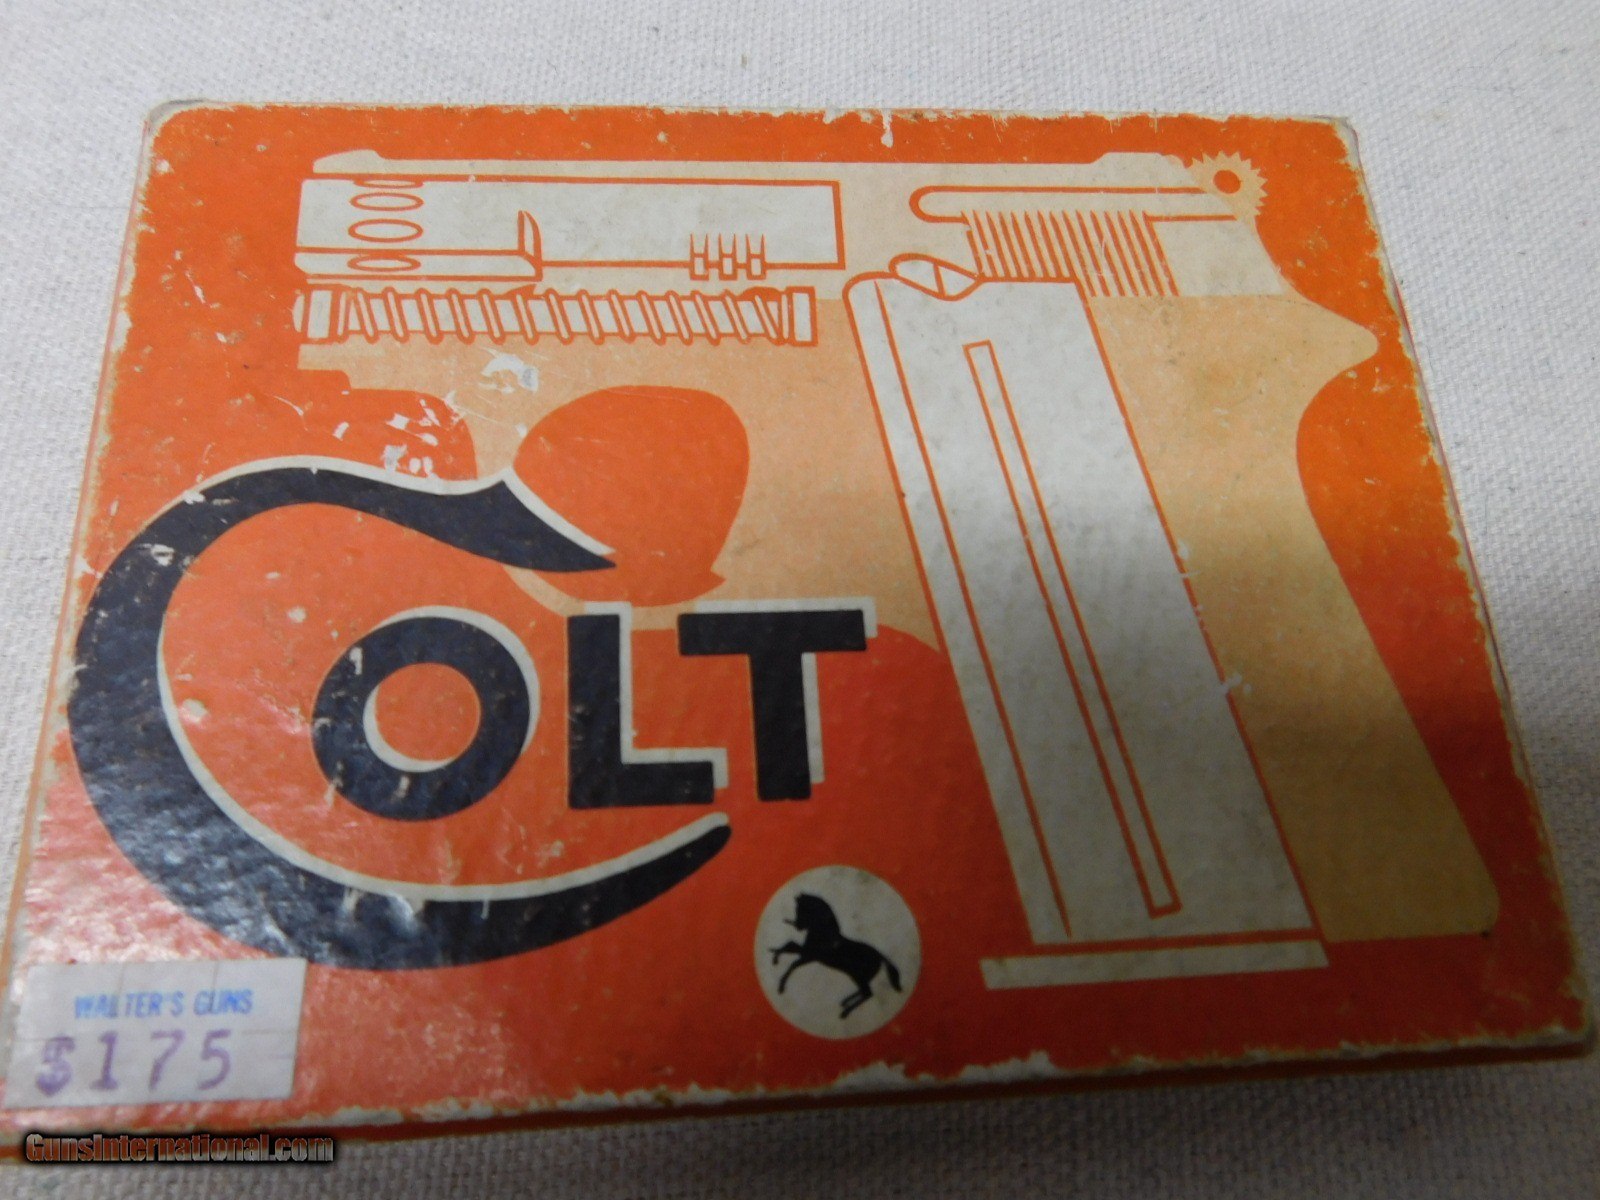 COLT
WALTER'S GUNS
$175
GunsInternational.com